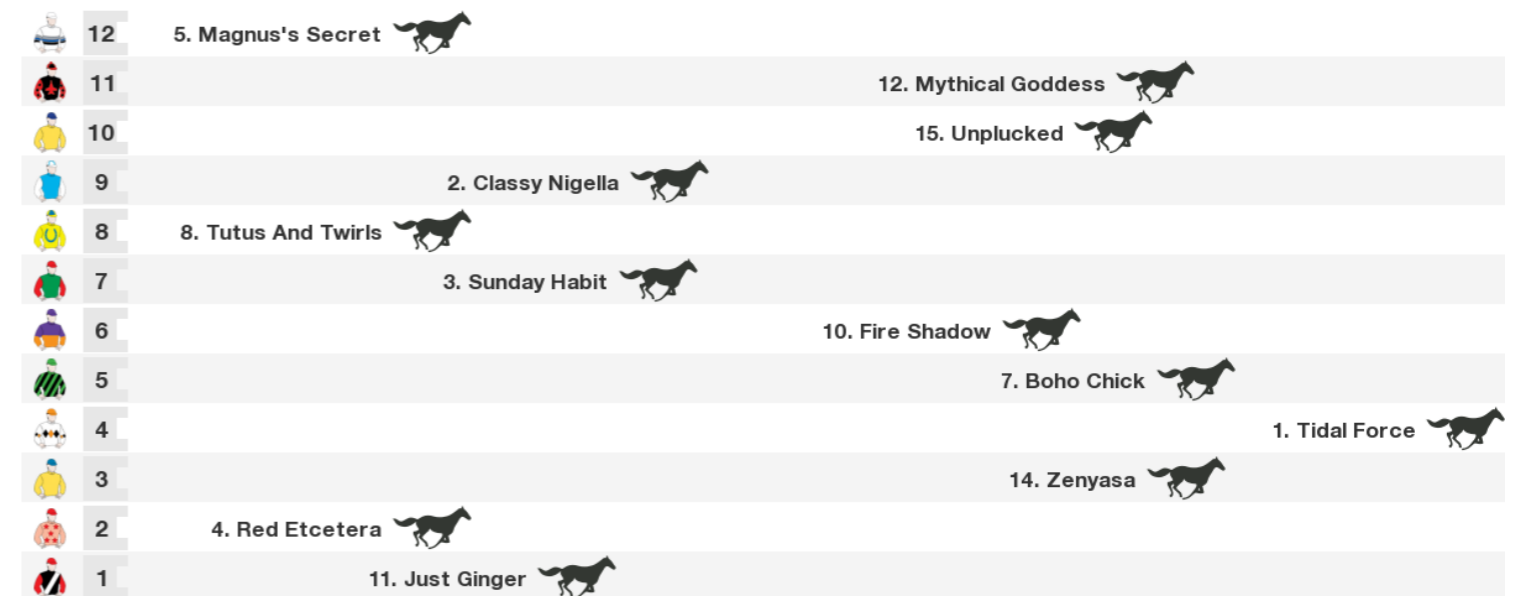 12 5. Magnus's Secret
11 12. Mythical Goddess
10 15. Unplucked
9 2. Classy Nigella
8 8. Tutus And Twirls
7 3. Sunday Habit
6 10. Fire Shadow
5 7. Boho Chick
4 1. Tidal Force
3 14. Zenyasa
2 4. Red Etcetera
1 11. Just Ginger